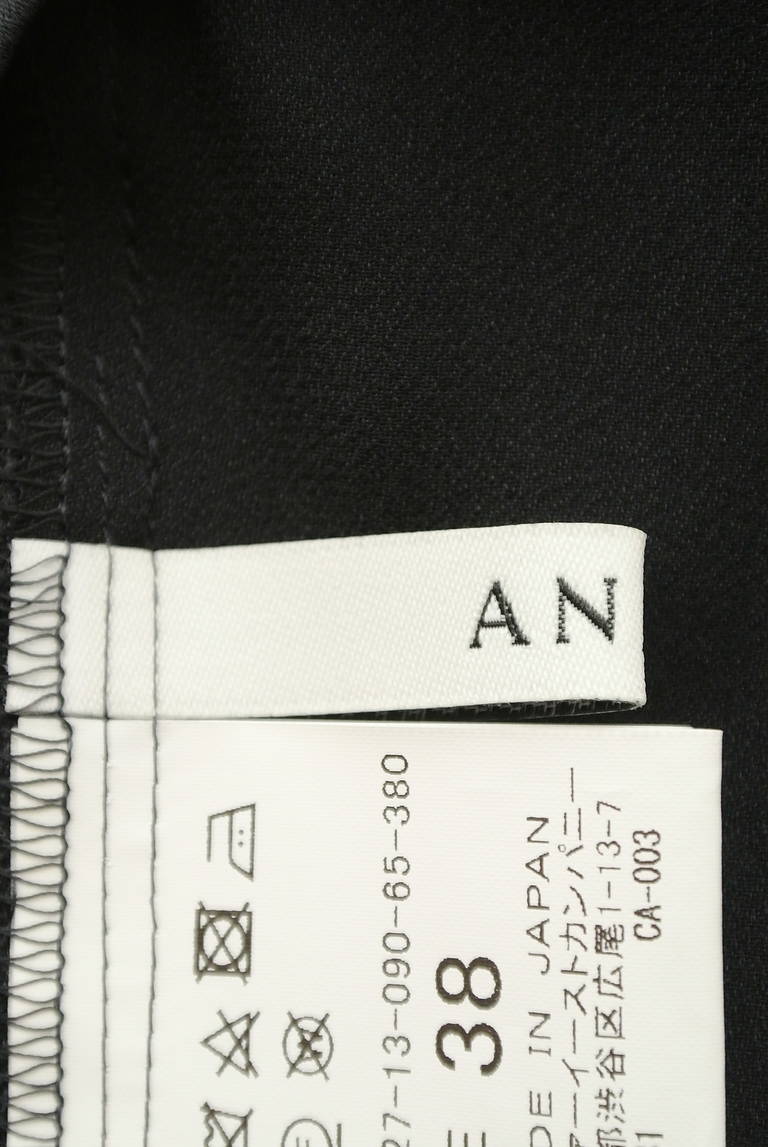 AN
27-13-090-65-380
E 38
DE IN JAPAN
アーイーストカンパニー
都渋谷区広尾1-13-7
1 CA-003